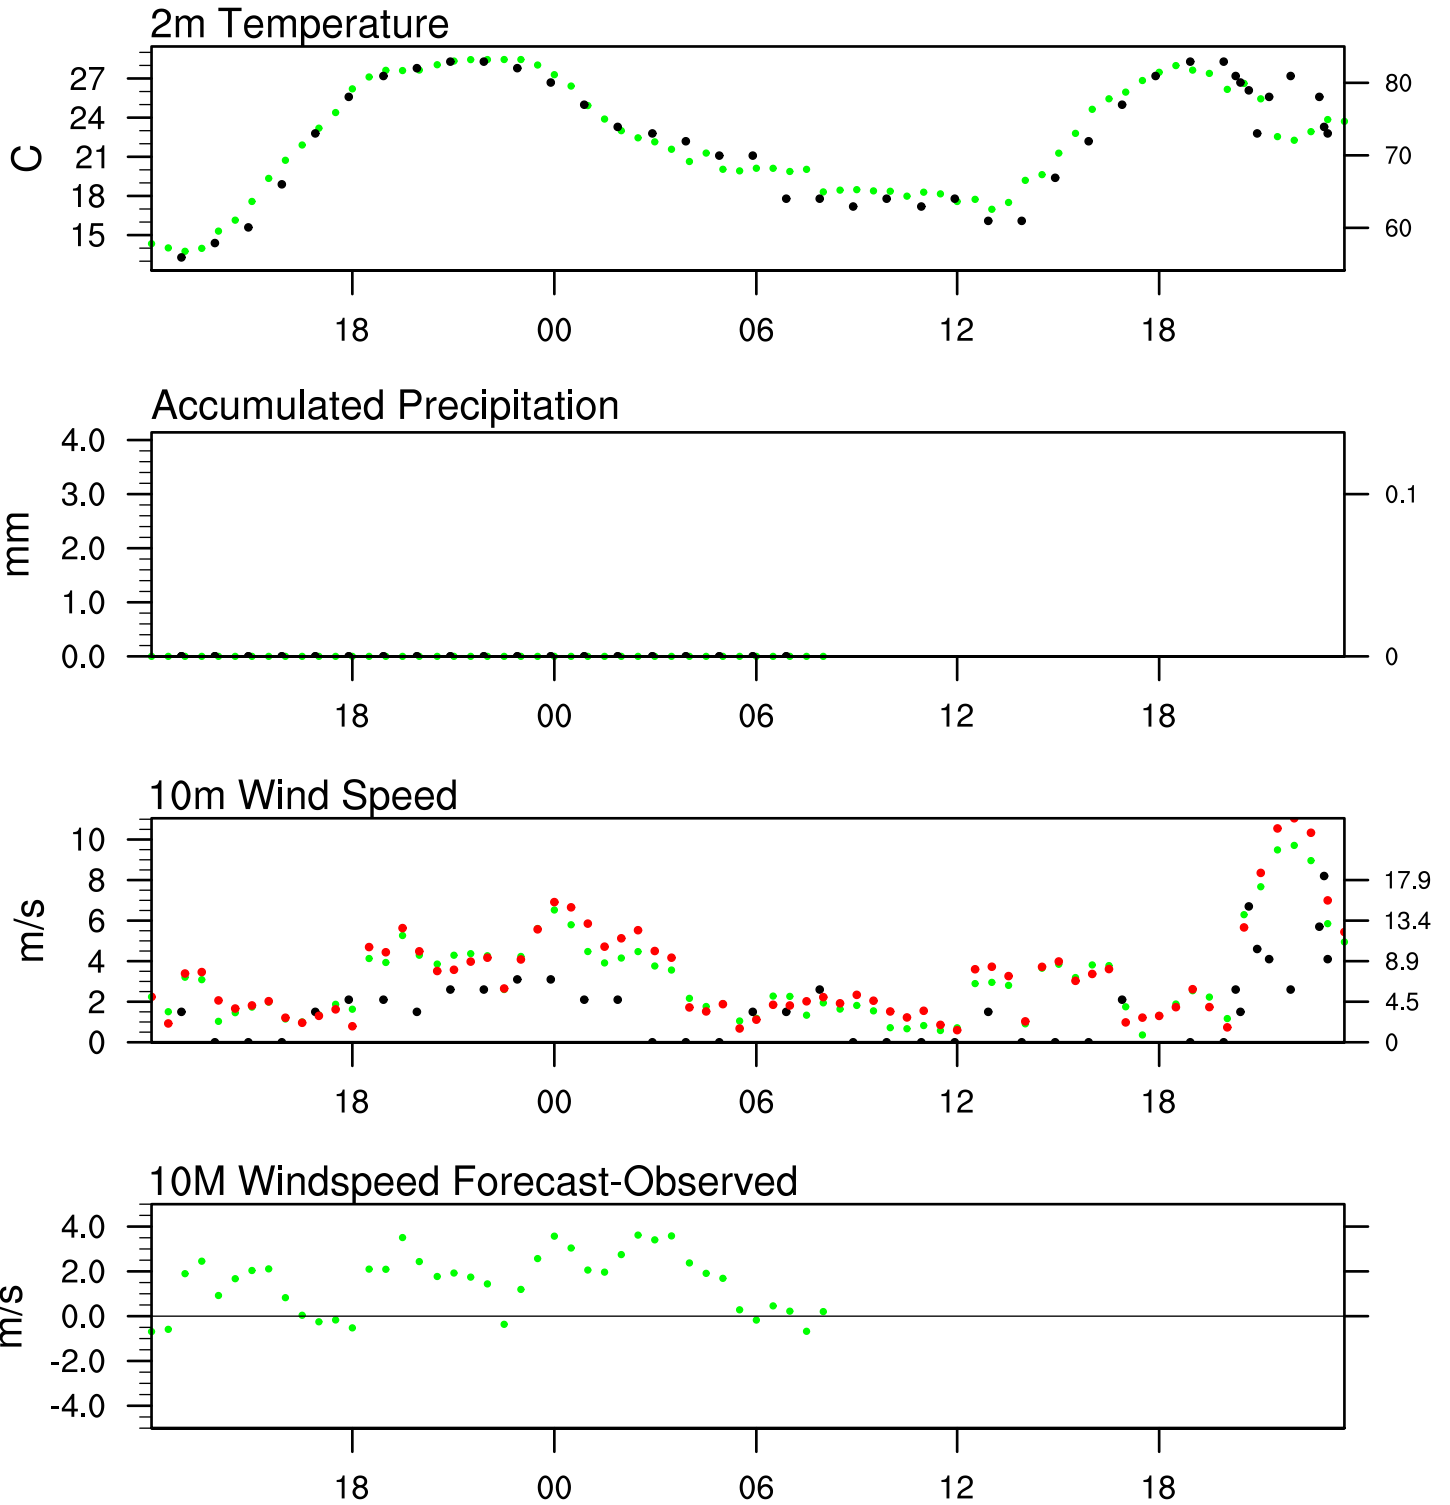 2m Temperature
27
24
21
18
15
C
80
70
60
18 00 06 12 18
Accumulated Precipitation
4.0
3.0
2.0
1.0
0.0
mm
0.1
0
18 00 06 12 18
10m Wind Speed
10
8
6
4
2
0
m/s
17.9
13.4
8.9
4.5
0
18 00 06 12 18
10M Windspeed Forecast-Observed
4.0
2.0
0.0
-2.0
-4.0
m/s
18 00 06 12 18